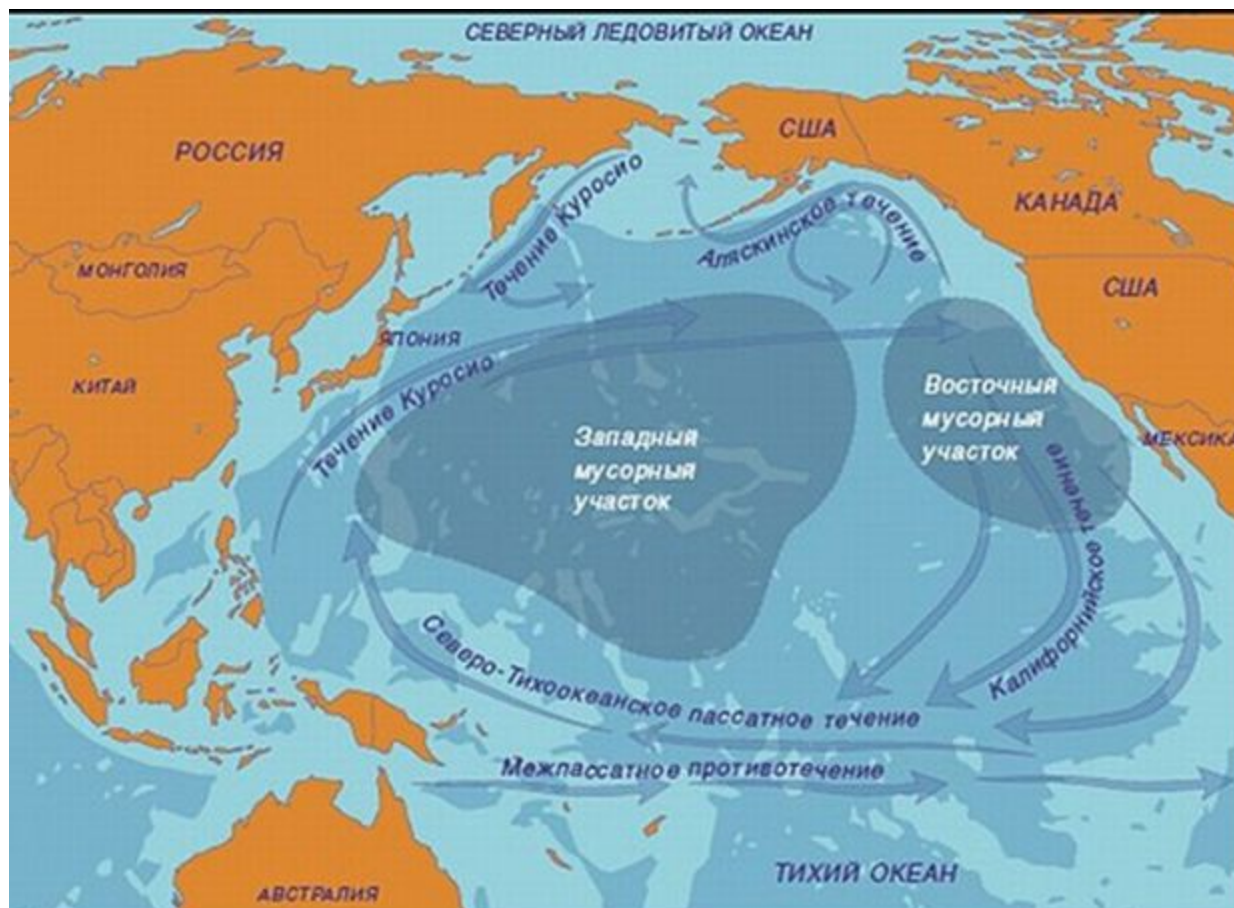 СЕВЕРНЫЙ ЛЕДОВИТЫЙ ОКЕАН
США
РОССИЯ
Течение Куросио
КАНАДА
Аляскинское течение
МОНГОЛИЯ
США
ЯПОНИЯ
КИТАЙ
Течение Куросио
Восточный
мусорный
участок
Западный
мусорный
участок
МЕКСИКА
Калифорнийское течение
Северо-Тихоокеанское пассатное течение
Межпассатное противотечение
ТИХИЙ ОКЕАН
АВСТРАЛИЯ